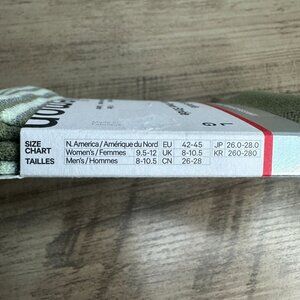 SIZE CHART TAILLES
N. America / Amérique du Nord EU 42-45 JP 26.0-28.0
Women's / Femmes 9,5-12 UK 8-10.5 KR 260-280
Men's / Hommes 8-10.5 CN 26-28
L